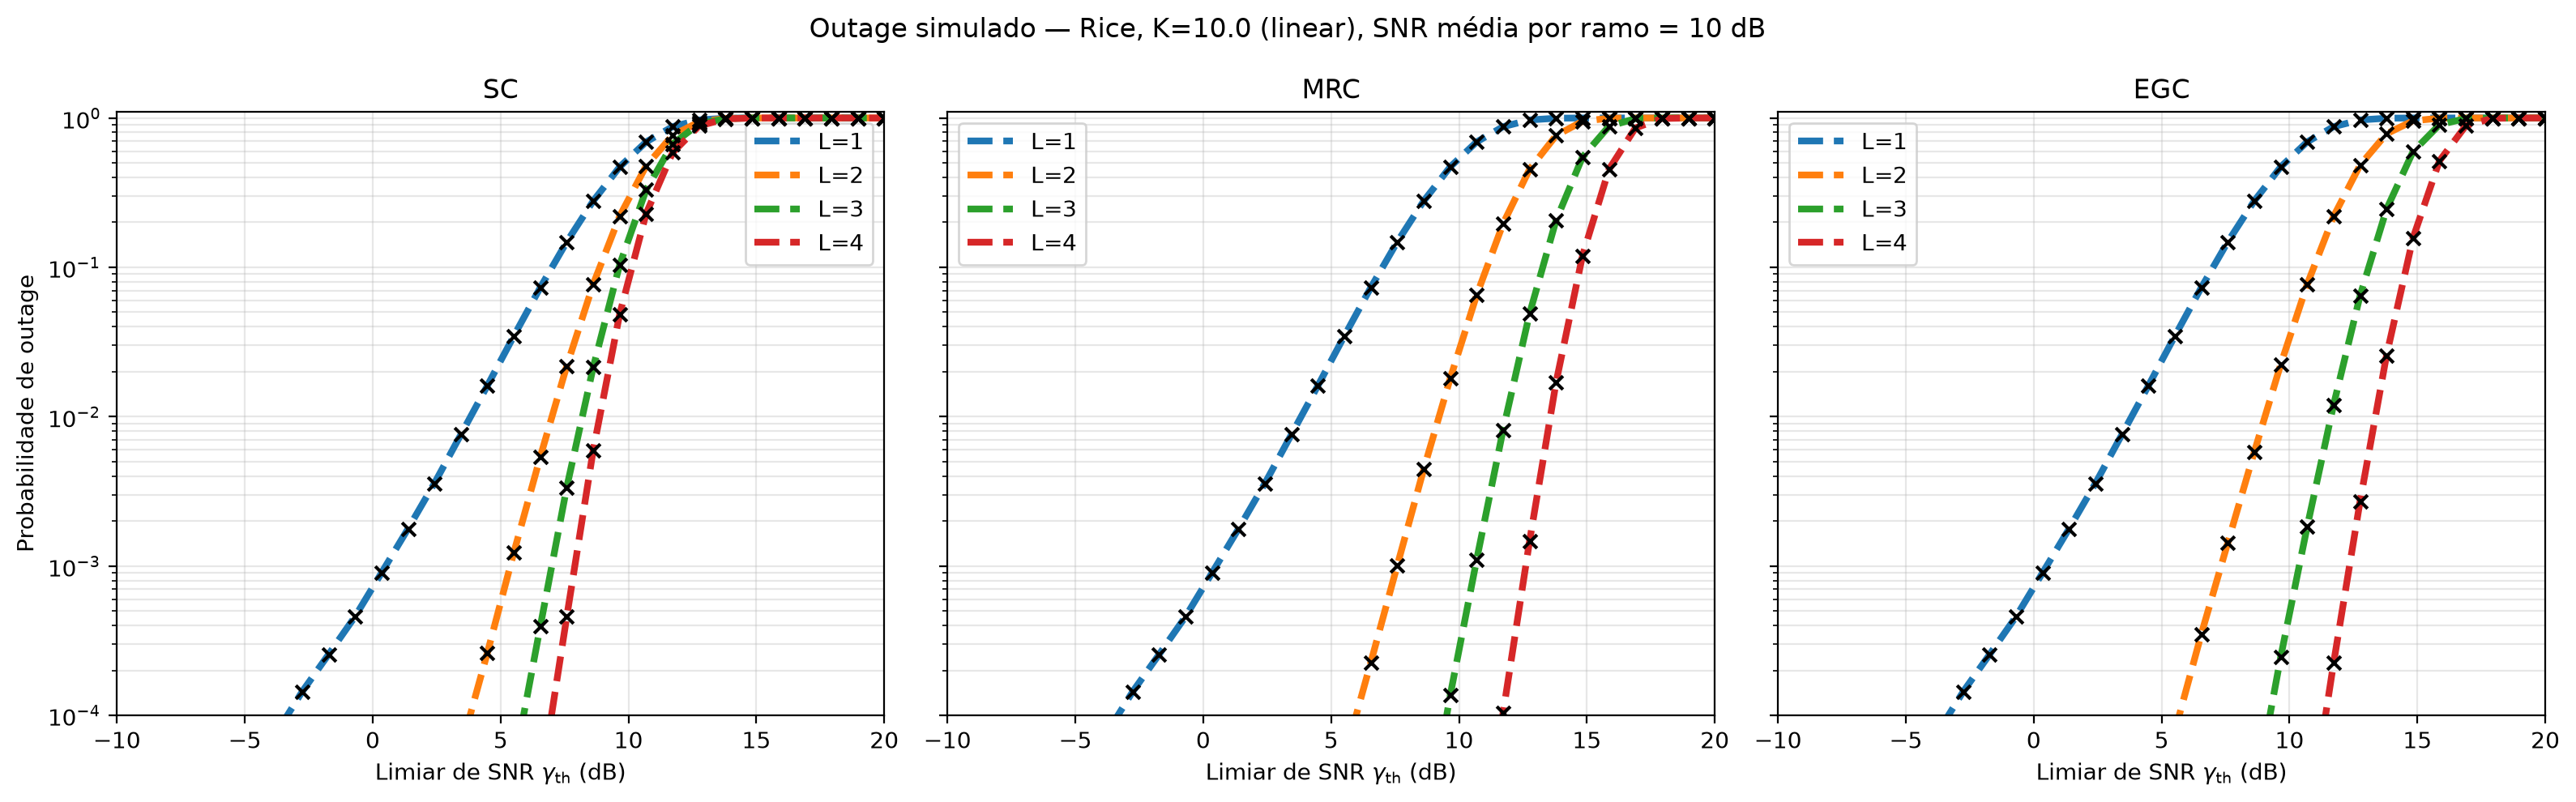 Outage simulado — Rice, K=10.0 (linear), SNR média por ramo = 10 dB
SC
MRC
EGC
Probabilidade de outage
10⁰
10⁻¹
10⁻²
10⁻³
10⁻⁴
L=1
L=2
L=3
L=4
L=1
L=2
L=3
L=4
L=1
L=2
L=3
L=4
−10 −5 0 5 10 15 20
−10 −5 0 5 10 15 20
−10 −5 0 5 10 15 20
Limiar de SNR γth (dB)
Limiar de SNR γth (dB)
Limiar de SNR γth (dB)